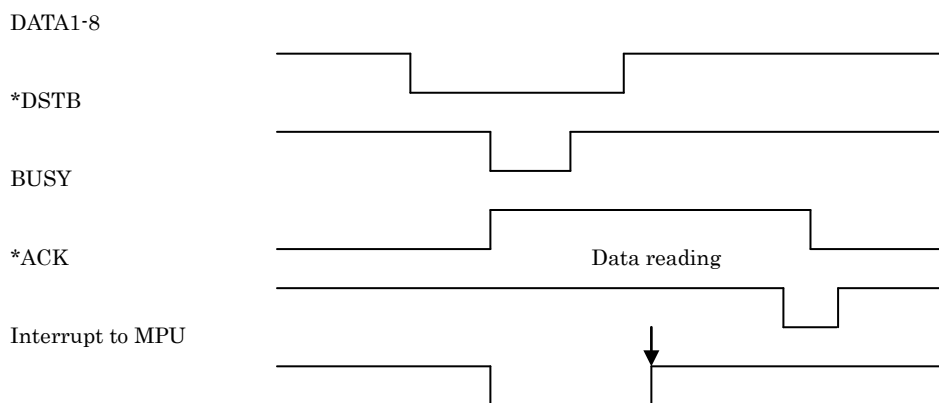 DATA1-8
*DSTB
BUSY
*ACK
Data reading
Interrupt to MPU